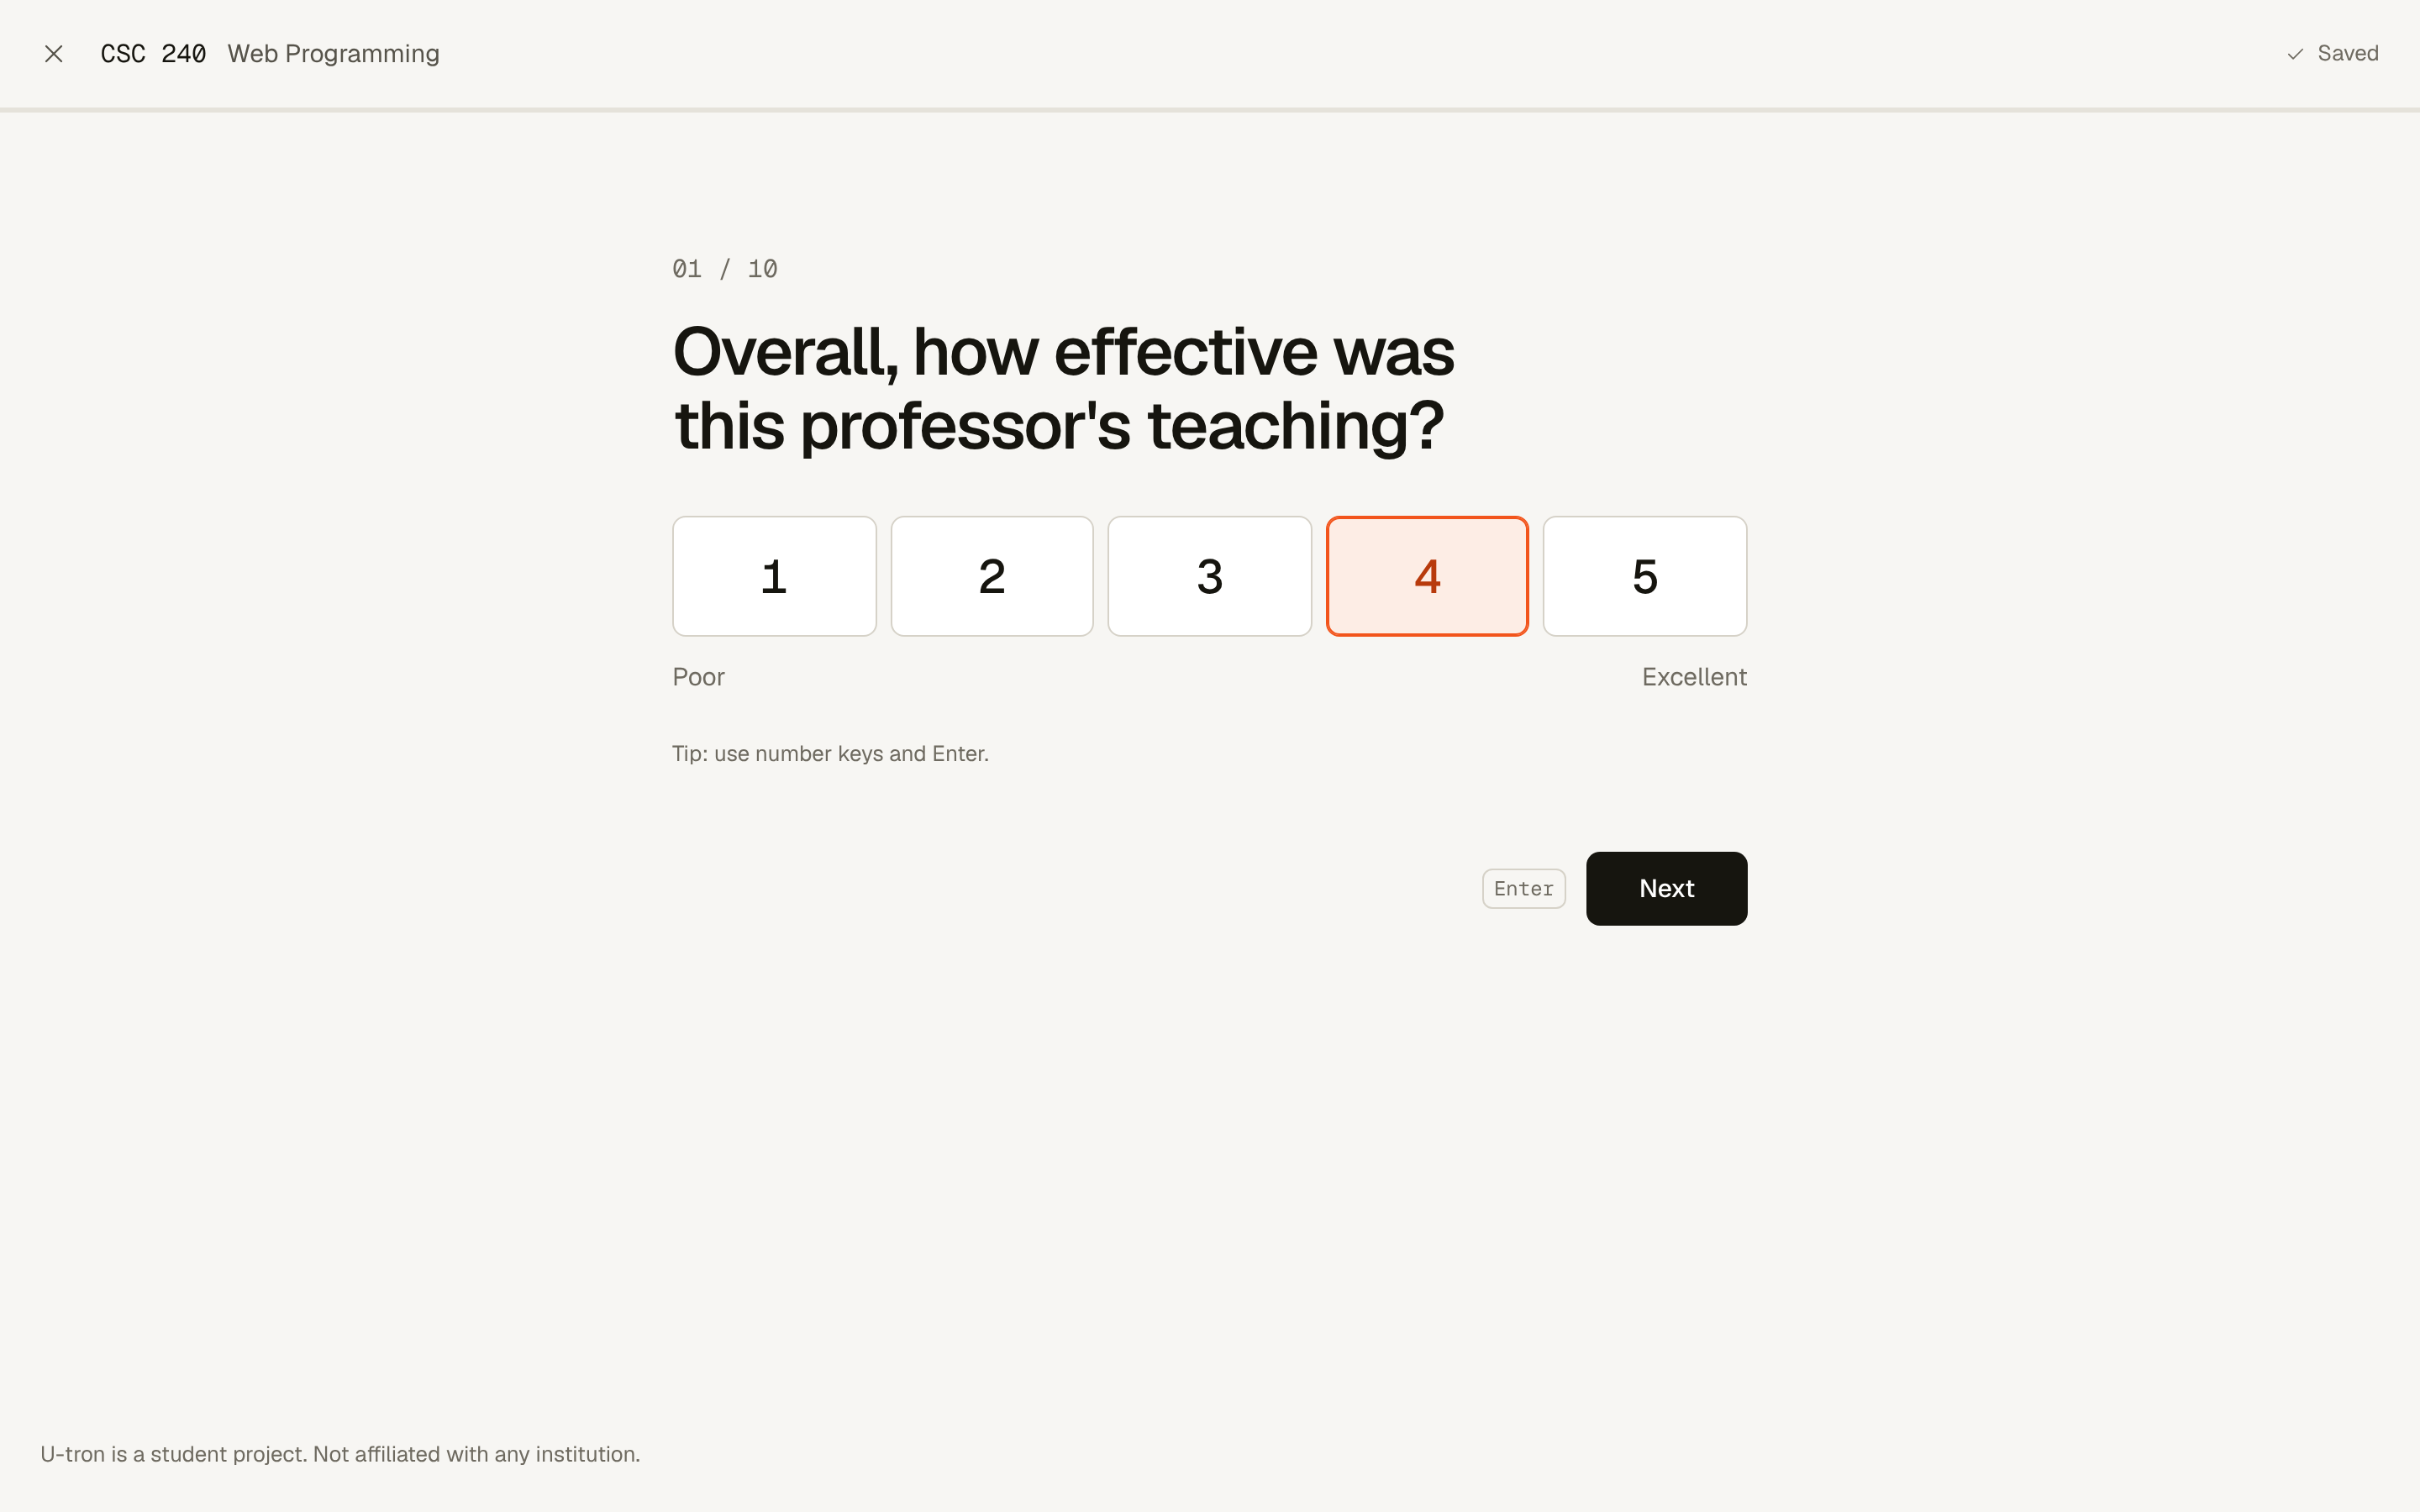 CSC 240 Web Programming
Saved
01 / 10
Overall, how effective was
this professor's teaching?
1 2 3 4 5
Poor Excellent
Tip: use number keys and Enter.
Enter Next
U-tron is a student project. Not affiliated with any institution.